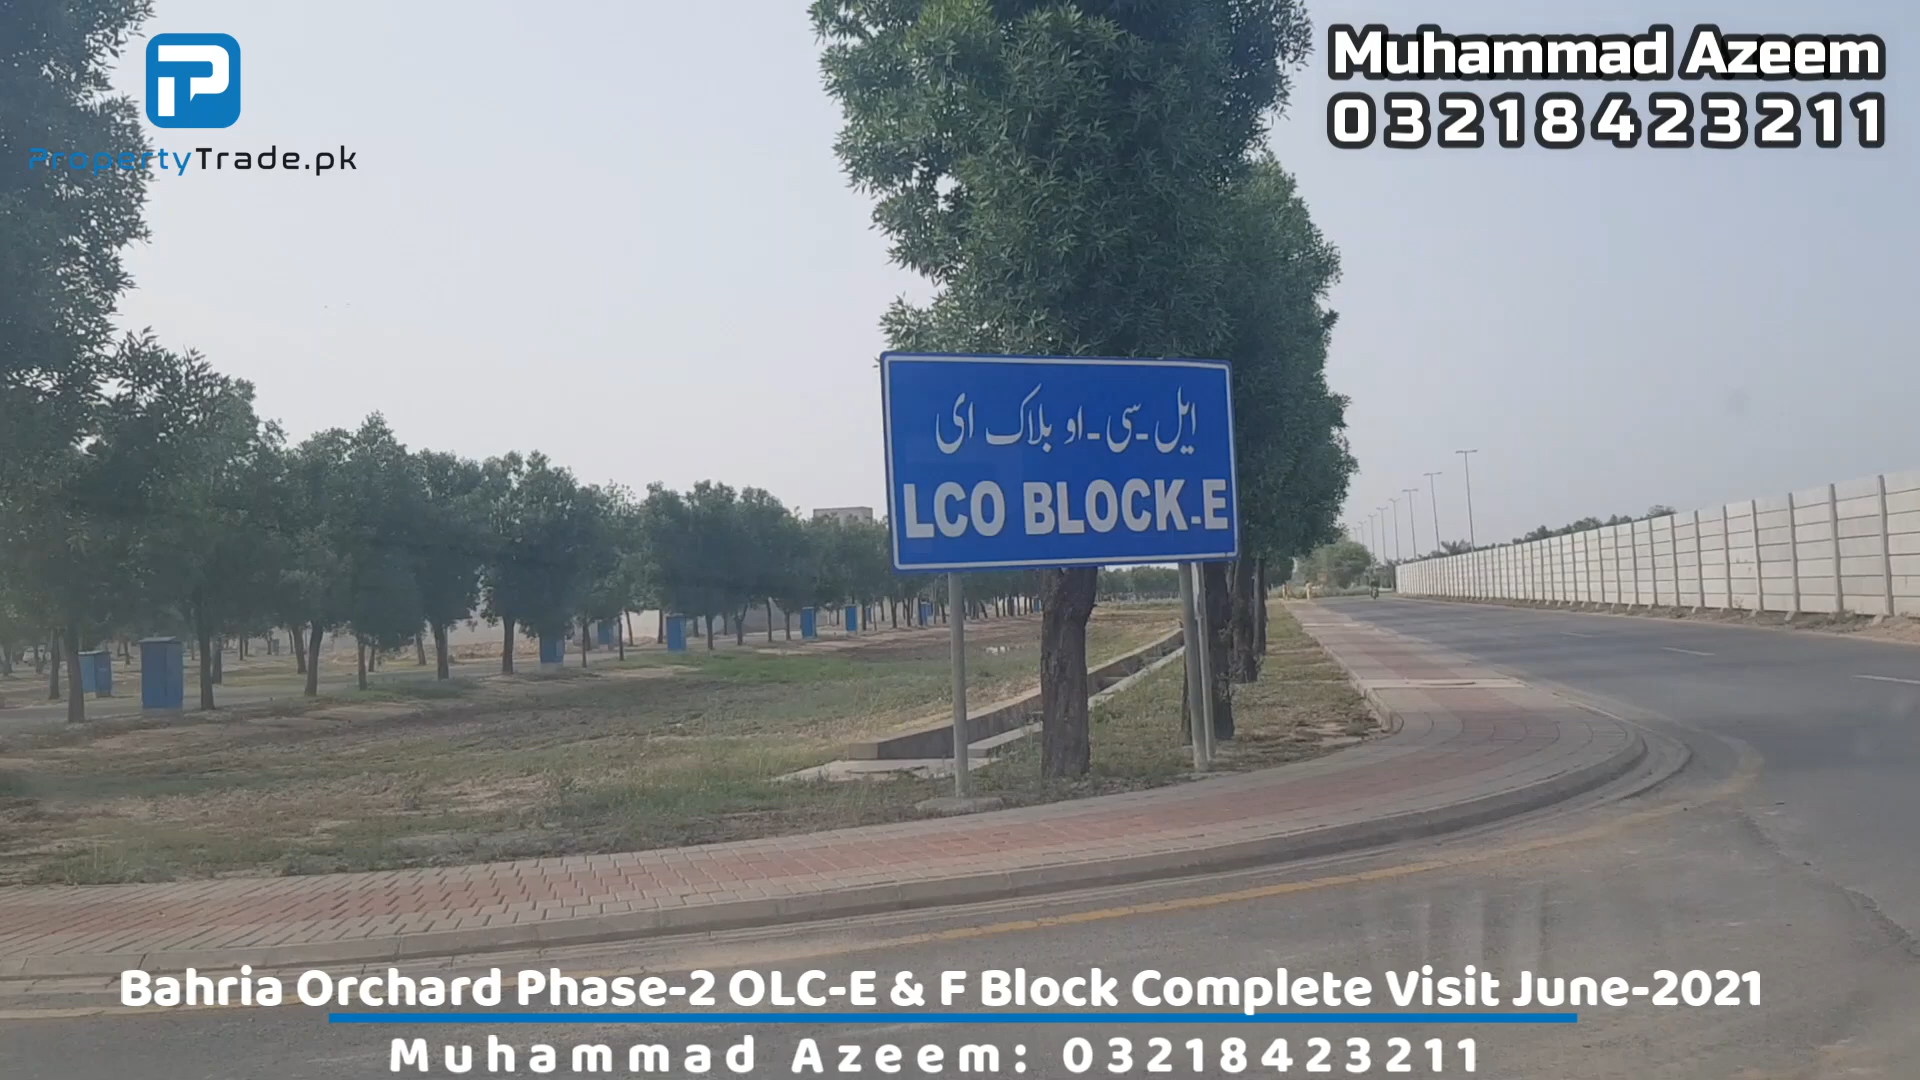 PropertyTrade.pk
Muhammad Azeem
03218423211
ایل-سی-او بلاک ای
LCO BLOCK-E
Bahria Orchard Phase-2 OLC-E & F Block Complete Visit June-2021
Muhammad Azeem: 03218423211